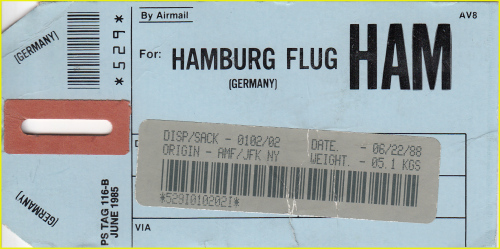 By Airmail
AV8
(GERMANY)
*529*
For: HAMBURG FLUG HAM
(GERMANY)
DISP/SACK - 0102/02 DATE. - 06/22/88
ORIGIN - AMF/JFK NY WEIGHT. - 05.1 KGS
*529I010202I*
VIA
(GERMANY)
PS TAG 116-B
JUNE 1985